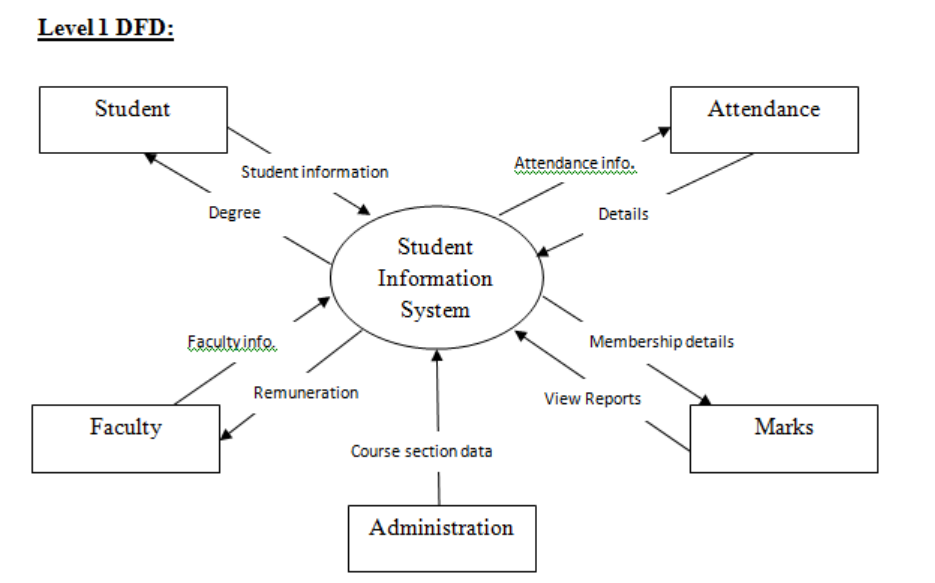 Level 1 DFD:
Student
Attendance
Student information
Attendance info.
Degree
Details
Student
Information
System
Faculty info.
Membership details
Remuneration
View Reports
Faculty
Marks
Course section data
Administration